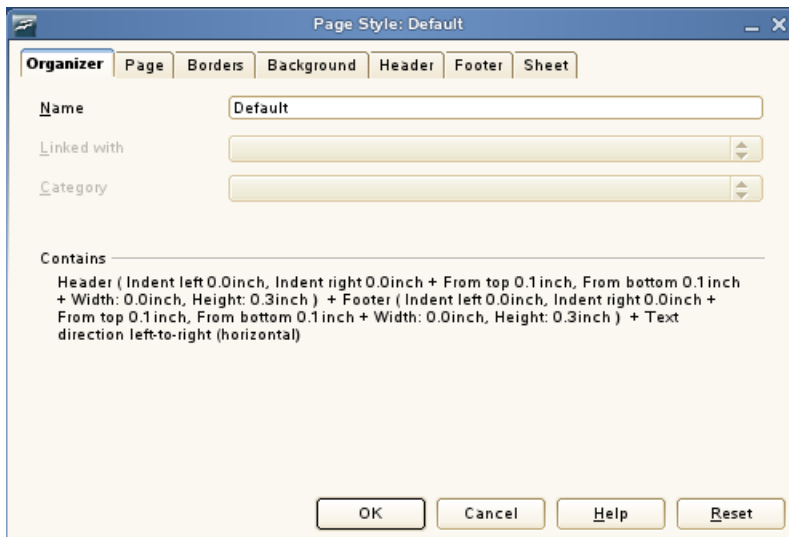 Page Style: Default
Organizer Page Borders Background Header Footer Sheet
Name Default
Linked with
Category
Contains
Header ( Indent left 0.0inch, Indent right 0.0inch + From top 0.1inch, From bottom 0.1inch
+ Width: 0.0inch, Height: 0.3inch )  + Footer ( Indent left 0.0inch, Indent right 0.0inch +
From top 0.1inch, From bottom 0.1inch + Width: 0.0inch, Height: 0.3inch )  + Text
direction left-to-right (horizontal)
OK Cancel Help Reset